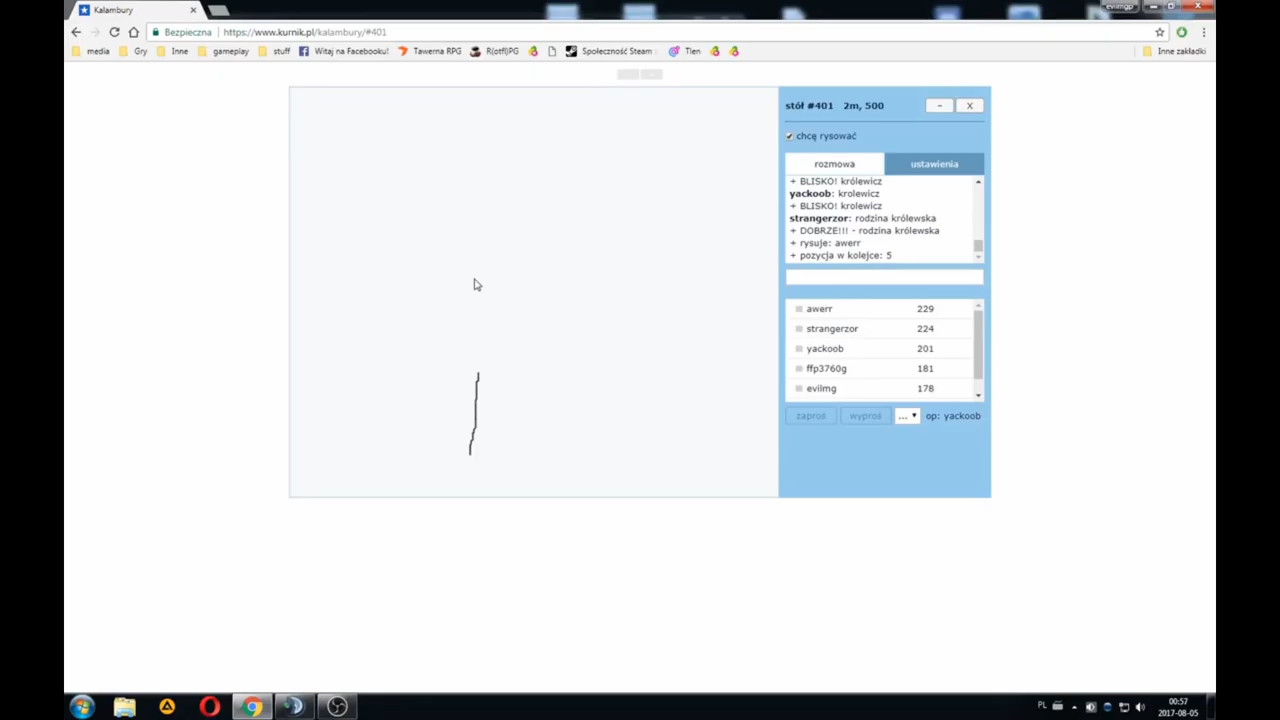 Kalambury
evilmgp
Bezpieczna https://www.kurnik.pl/kalambury/#401
media Gry Inne gameplay stuff Witaj na Facebooku! Tawerna RPG R(otfl)PG Społeczność Steam Tlen Inne zakładki
stół #401 2m, 500 - X
chcę rysować
rozmowa ustawienia
+ BLISKO! królewicz
yackoob: krolewicz
+ BLISKO! krolewicz
strangerzor: rodzina królewska
+ DOBRZE!!! - rodzina królewska
+ rysuje: awerr
+ pozycja w kolejce: 5
awerr 229
strangerzor 224
yackoob 201
ffp3760g 181
evilmg 178
zaproś wyproś ... op: yackoob
PL 00:57
2017-08-05